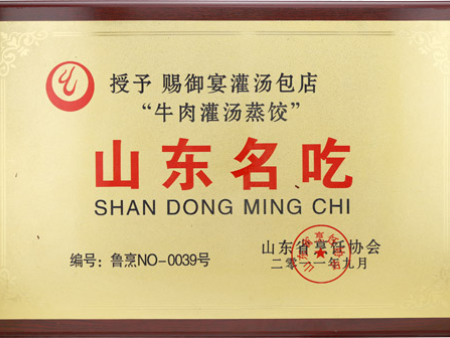 授予 赐御宴灌汤包店
“牛肉灌汤蒸饺”
山东名吃
SHAN DONG MING CHI
编号：鲁烹NO-0039号
山东省烹饪协会
二零一一年九月